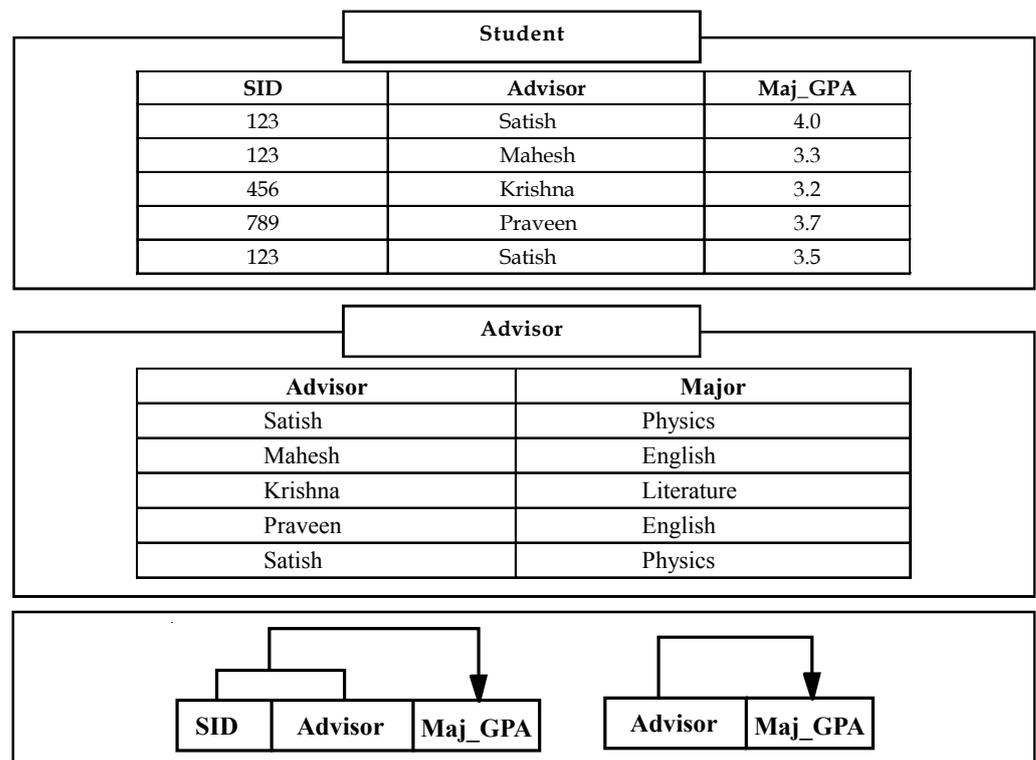 Student
SID Advisor Maj_GPA
123 Satish 4.0
123 Mahesh 3.3
456 Krishna 3.2
789 Praveen 3.7
123 Satish 3.5
Advisor
Advisor Major
Satish Physics
Mahesh English
Krishna Literature
Praveen English
Satish Physics
SID Advisor Maj_GPA Advisor Maj_GPA